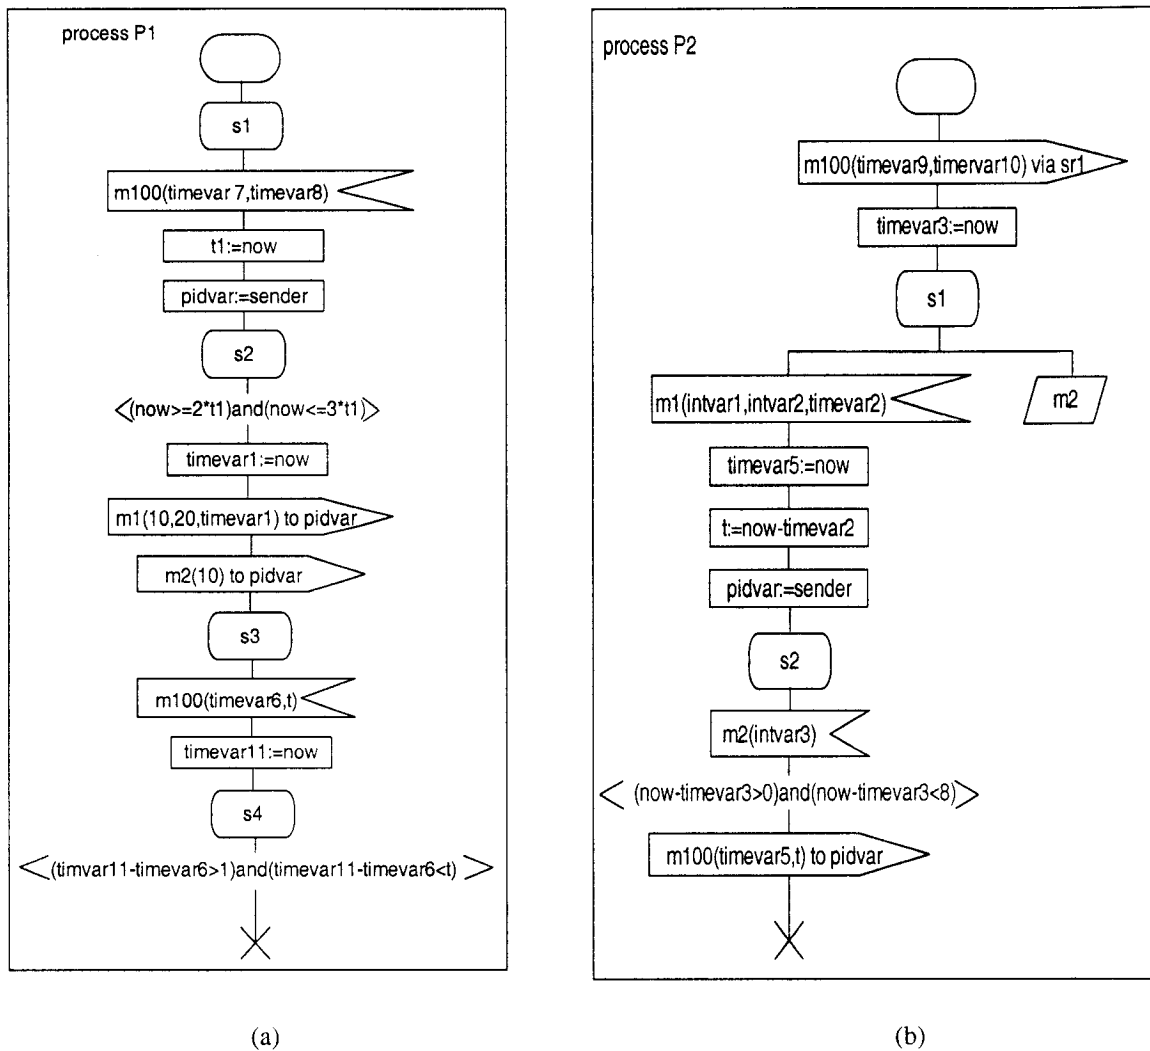 process P1
s1
m100(timevar 7,timevar8)
t1:=now
pidvar:=sender
s2
(now>=2*t1)and(now<=3*t1)
timevar1:=now
m1(10,20,timevar1) to pidvar
m2(10) to pidvar
s3
m100(timevar6,t)
timevar11:=now
s4
(timvar11-timevar6>1)and(timevar11-timevar6<t)
(a)
process P2
m100(timevar9,timervar10) via sr1
timevar3:=now
s1
m1(intvar1,intvar2,timevar2)
m2
timevar5:=now
t:=now-timevar2
pidvar:=sender
s2
m2(intvar3)
(now-timevar3>0)and(now-timevar3<8)
m100(timevar5,t) to pidvar
(b)